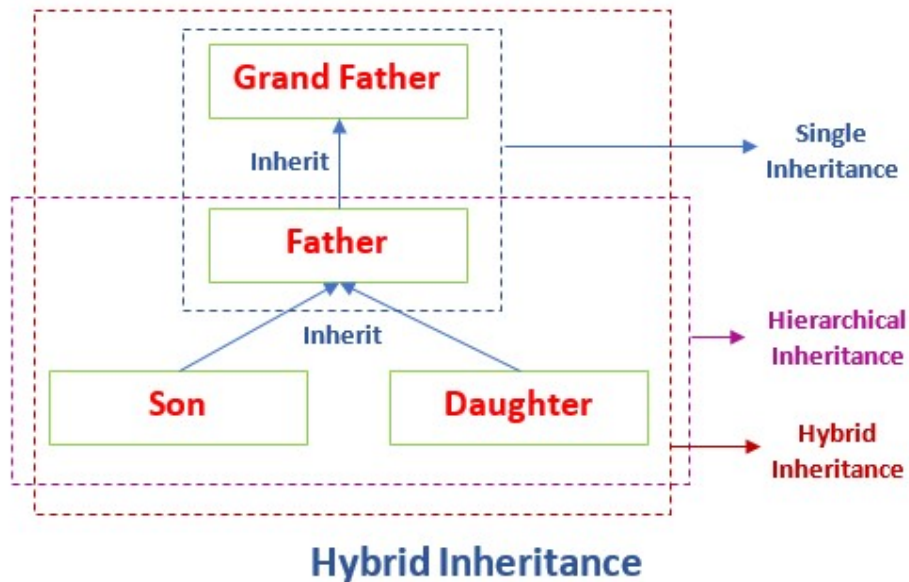 Grand Father
Inherit
Single
Inheritance
Father
Inherit
Hierarchical
Inheritance
Son
Daughter
Hybrid
Inheritance
Hybrid Inheritance